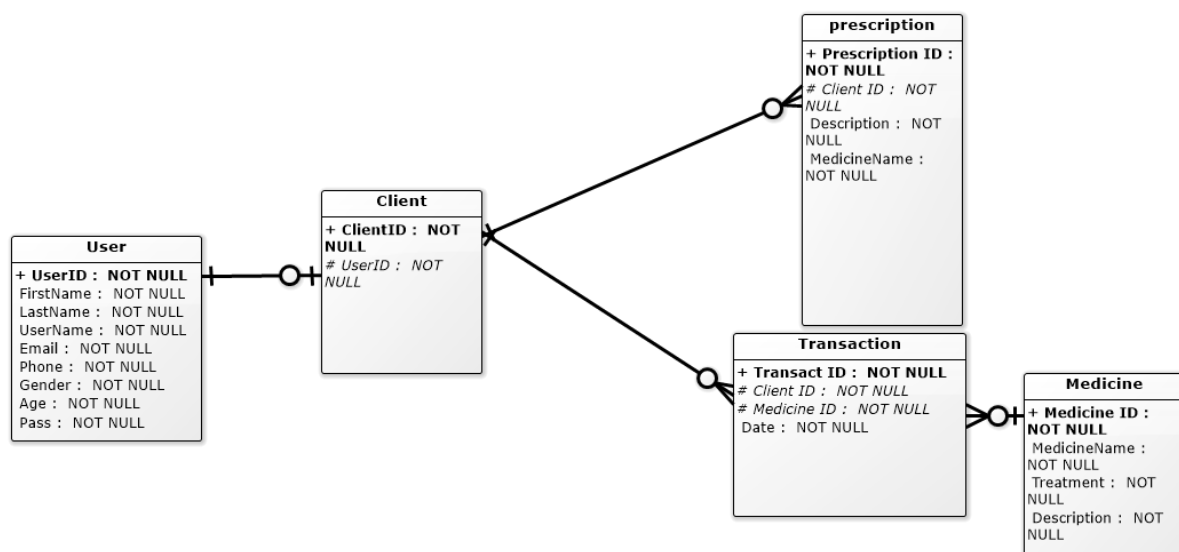 User
+ UserID : NOT NULL
FirstName : NOT NULL
LastName : NOT NULL
UserName : NOT NULL
Email : NOT NULL
Phone : NOT NULL
Gender : NOT NULL
Age : NOT NULL
Pass : NOT NULL
Client
+ ClientID : NOT
NULL
# UserID : NOT
NULL
prescription
+ Prescription ID :
NOT NULL
# Client ID : NOT
NULL
Description : NOT
NULL
MedicineName :
NOT NULL
Transaction
+ Transact ID : NOT NULL
# Client ID : NOT NULL
# Medicine ID : NOT NULL
Date : NOT NULL
Medicine
+ Medicine ID :
NOT NULL
MedicineName :
NOT NULL
Treatment : NOT
NULL
Description : NOT
NULL